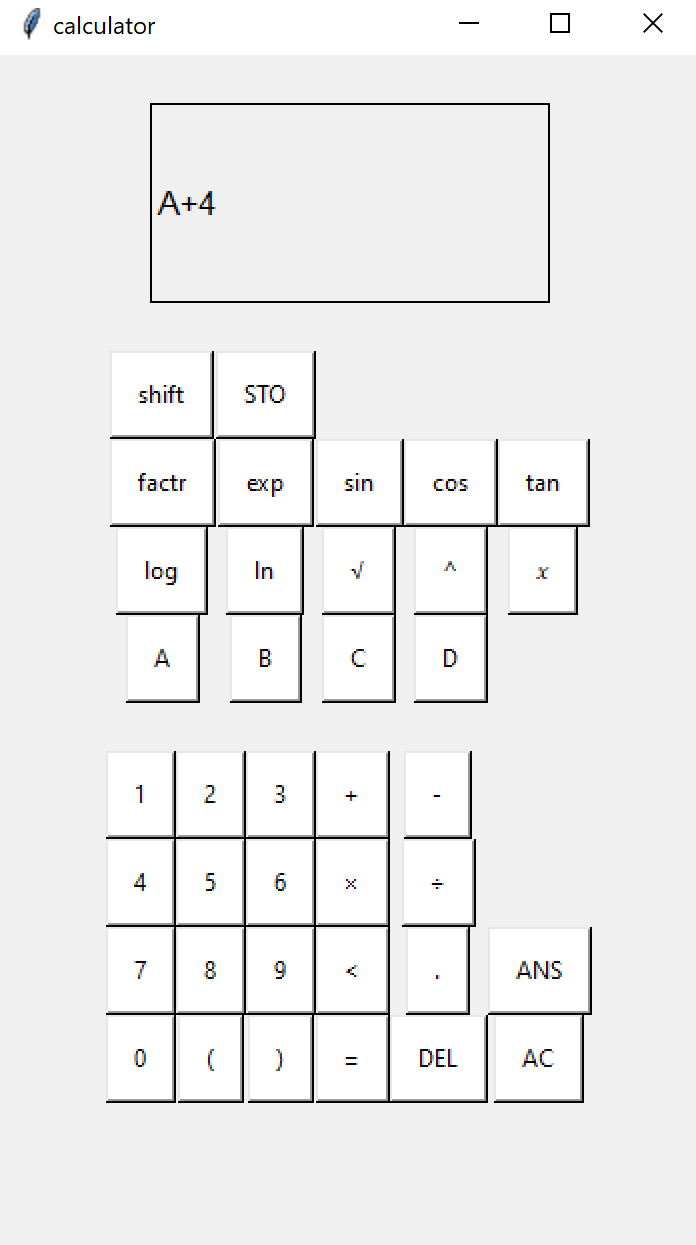 calculator
A+4
shift STO
factr exp sin cos tan
log ln √ ^ x
A B C D
1 2 3 + -
4 5 6 × ÷
7 8 9 < . ANS
0 ( ) = DEL AC